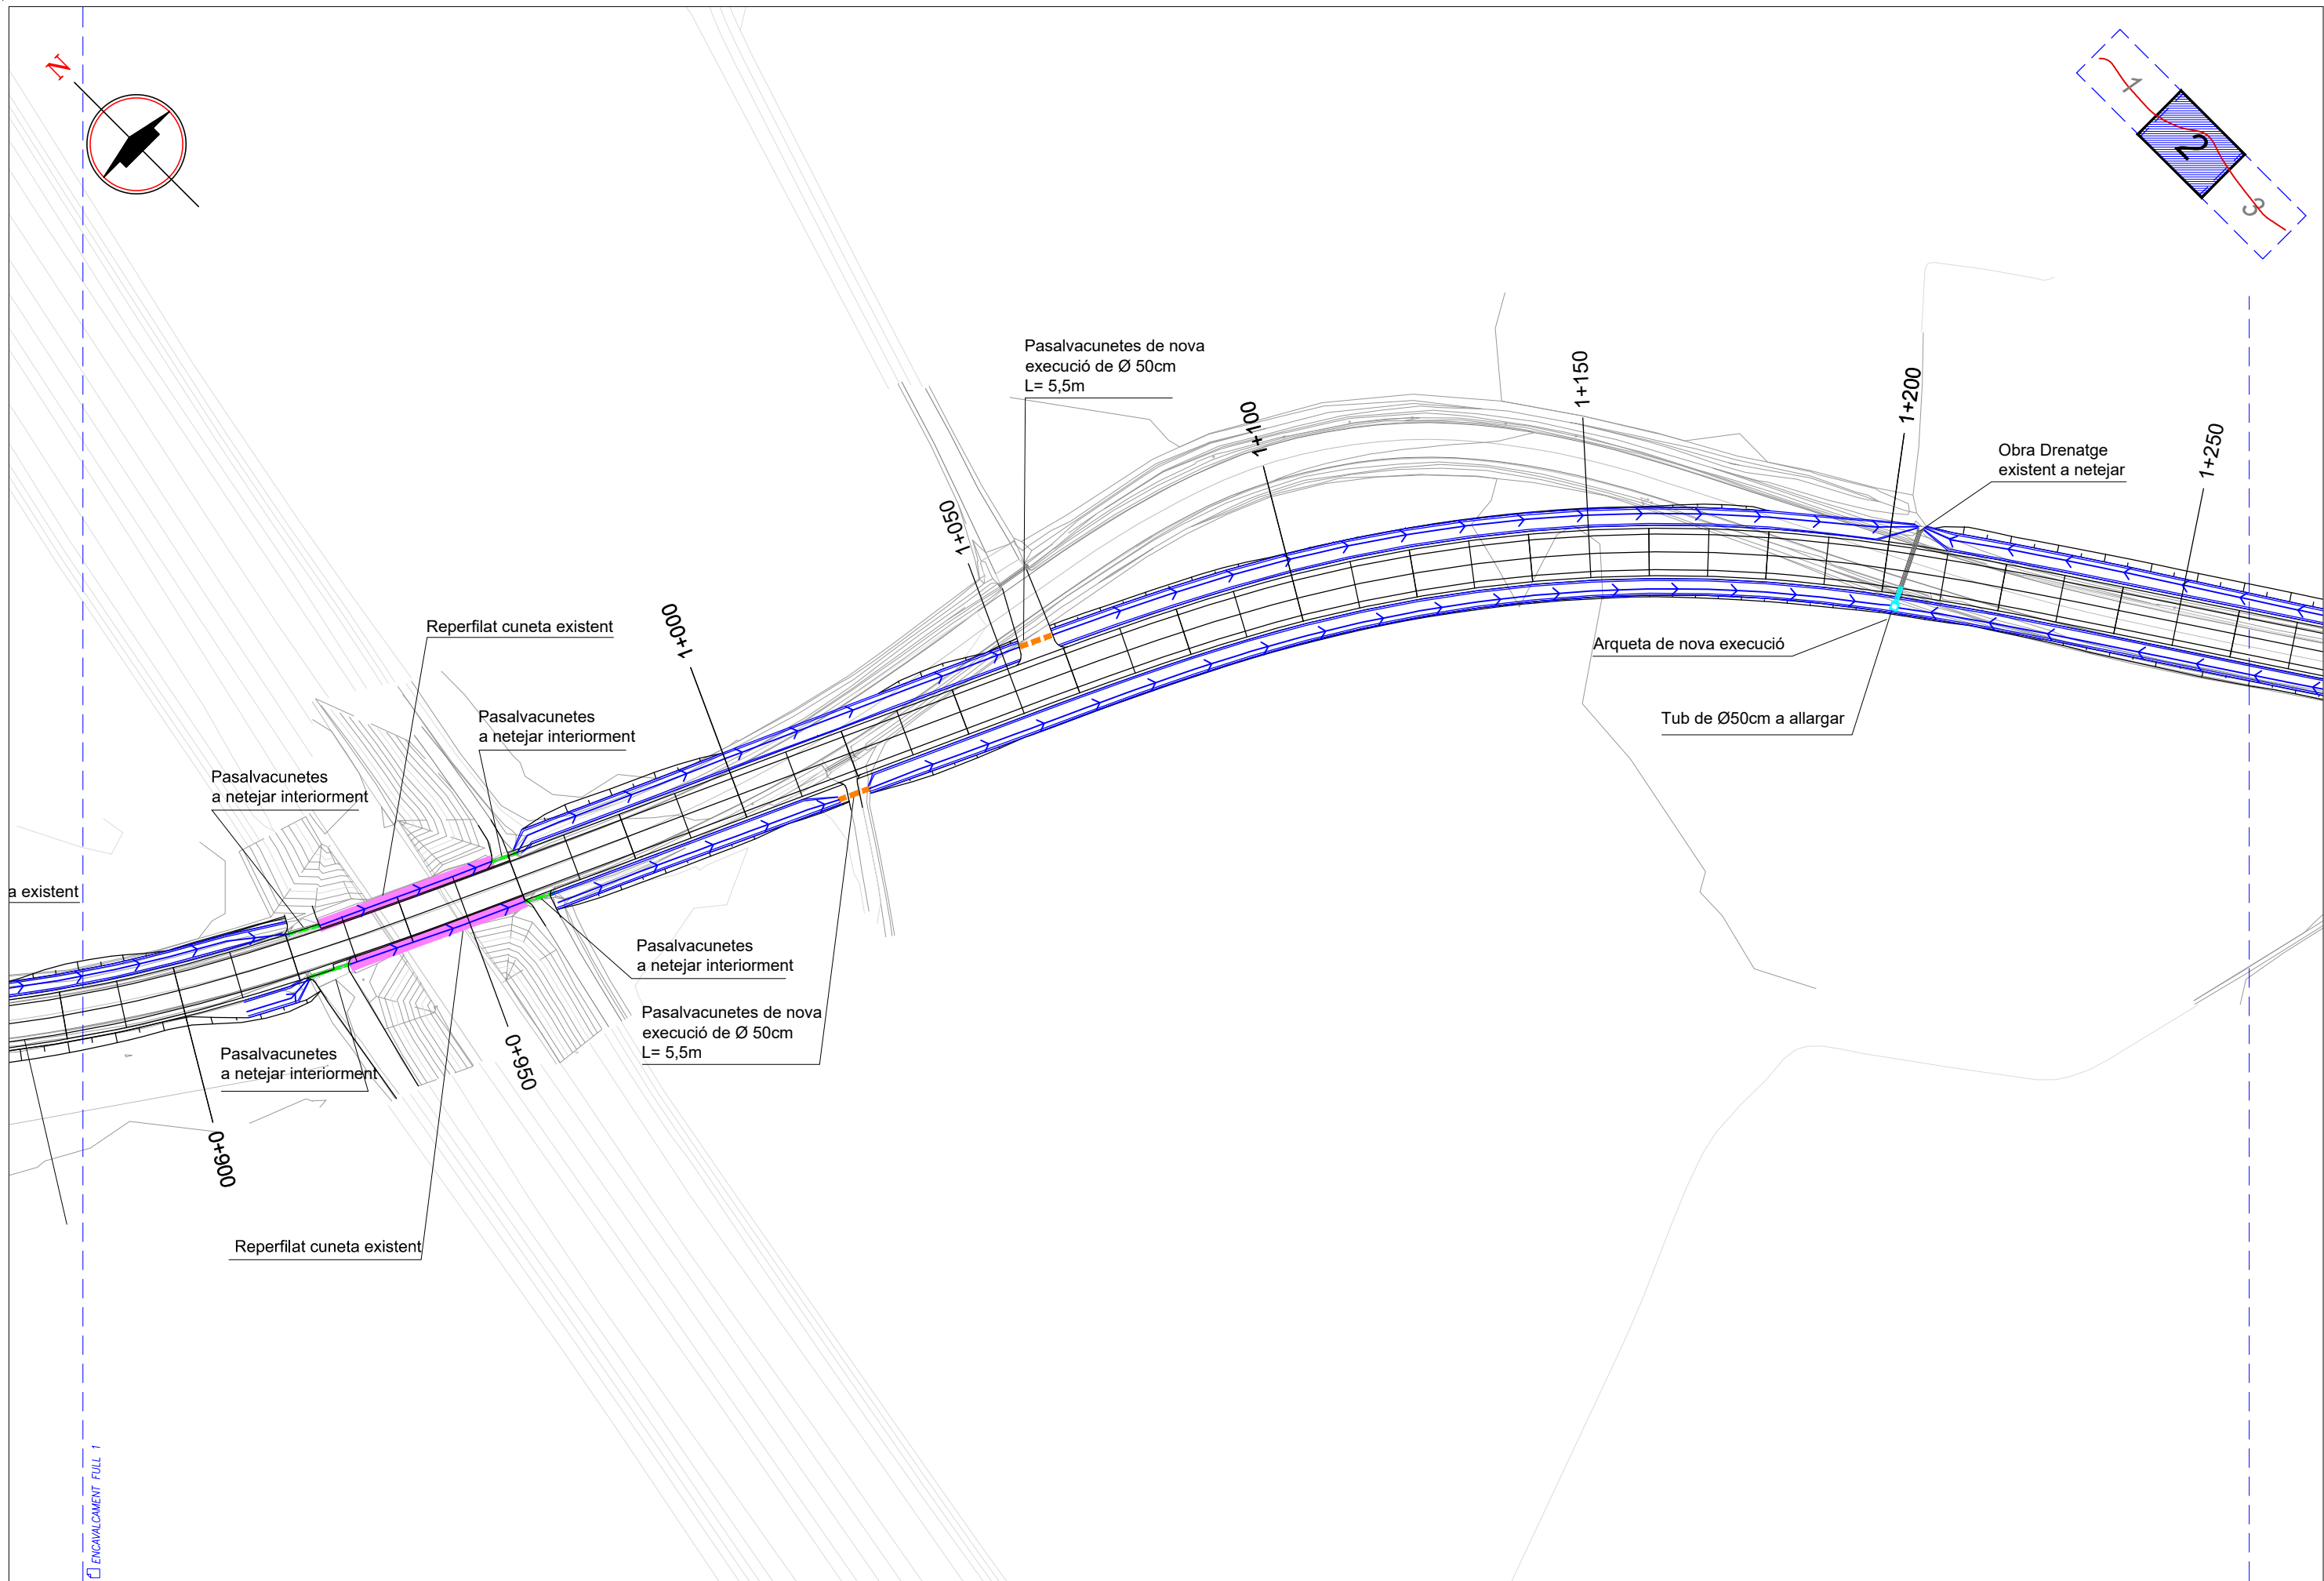 N
1
2
3
Pasalvacunetes de nova
execució de Ø 50cm
L= 5,5m
1+150
1+200
1+100
1+250
Obra Drenatge
existent a netejar
1+050
1+000
Reperfilat cuneta existent
Arqueta de nova execució
Pasalvacunetes
a netejar interiorment
Tub de Ø50cm a allargar
Pasalvacunetes
a netejar interiorment
a existent
Pasalvacunetes
a netejar interiorment
Pasalvacunetes de nova
execució de Ø 50cm
L= 5,5m
0+950
Pasalvacunetes
a netejar interiorment
0+900
Reperfilat cuneta existent
ENCAVALCAMENT FULL 1